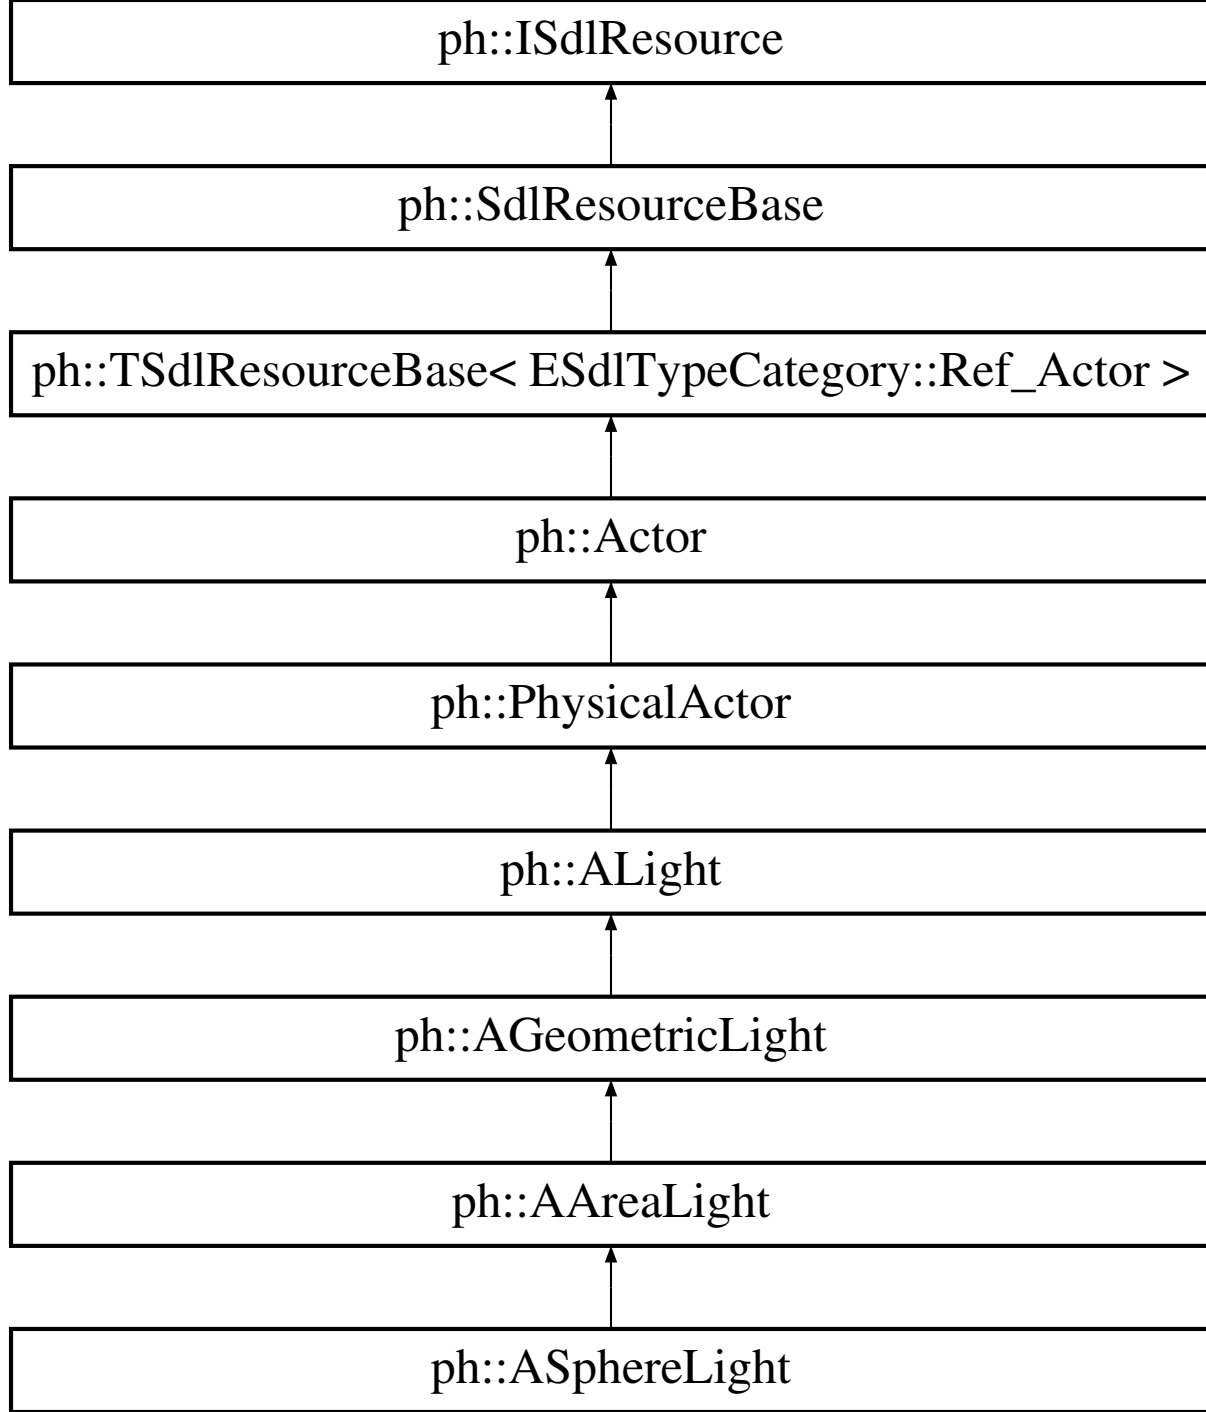 ph::ISdlResource
ph::SdlResourceBase
ph::TSdlResourceBase< ESdlTypeCategory::Ref_Actor >
ph::Actor
ph::PhysicalActor
ph::ALight
ph::AGeometricLight
ph::AAreaLight
ph::ASphereLight